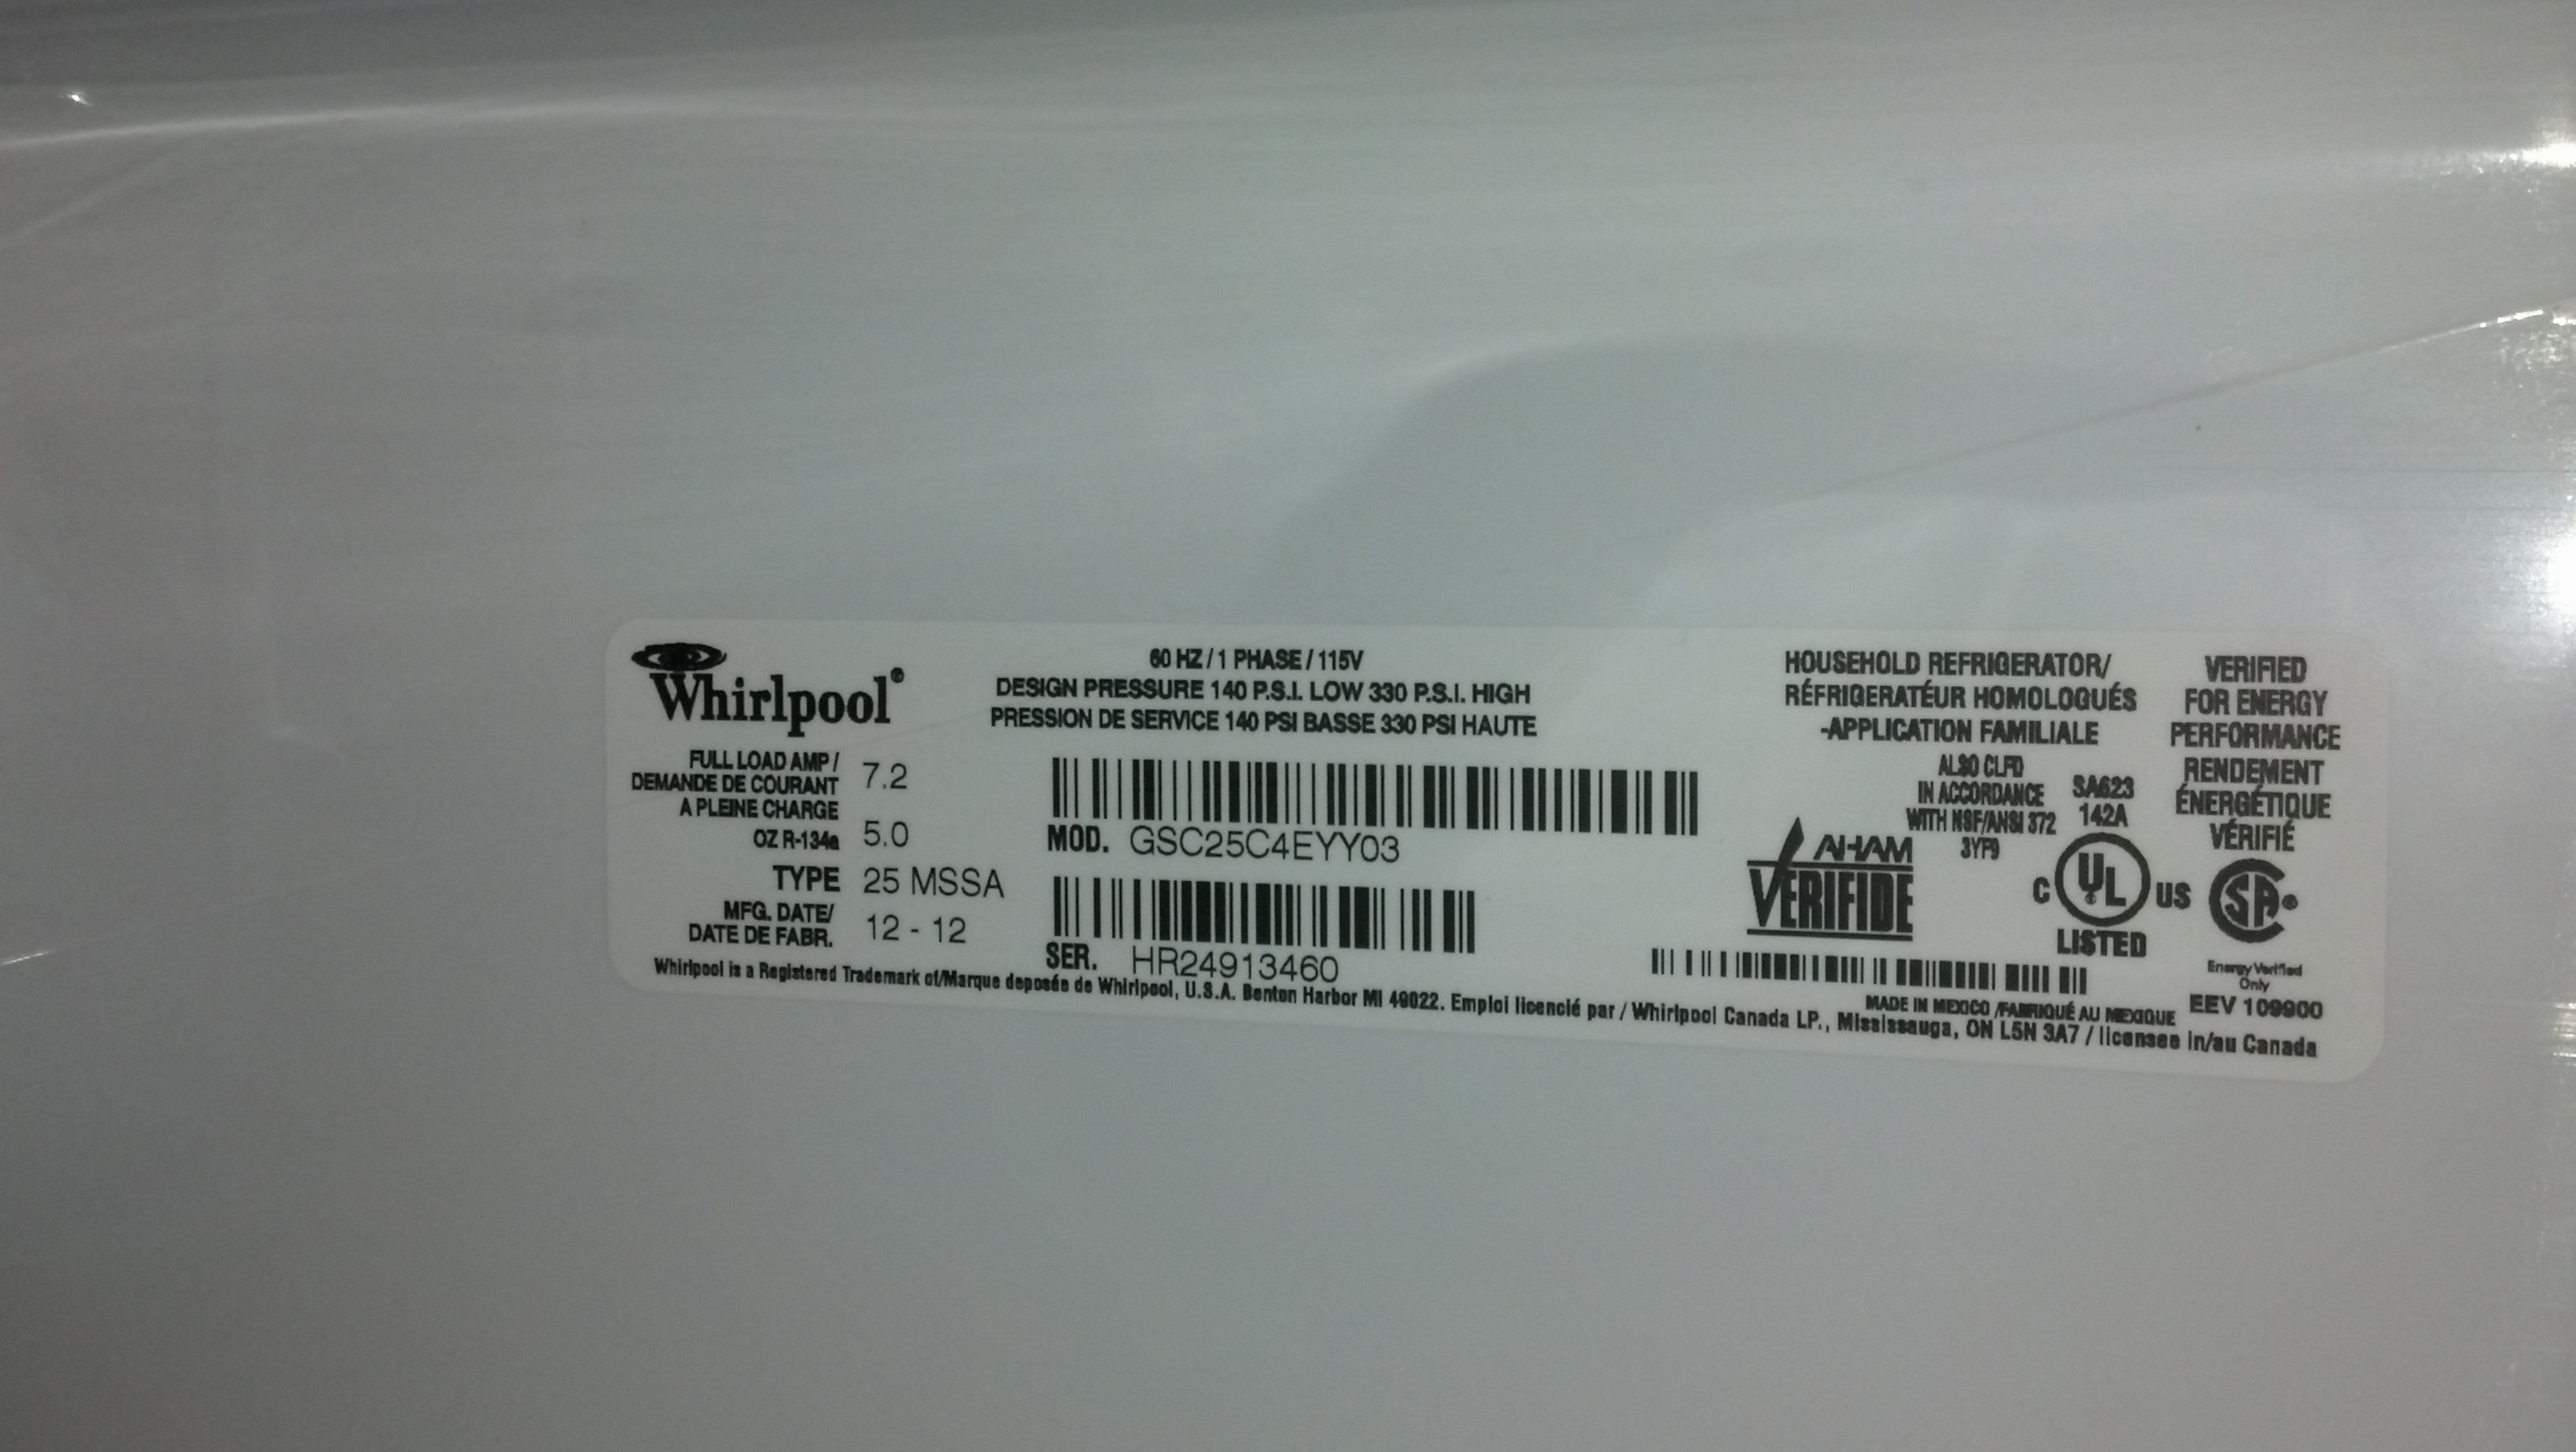 Whirlpool®
60 HZ / 1 PHASE / 115V
DESIGN PRESSURE 140 P.S.I. LOW 330 P.S.I. HIGH
PRESSION DE SERVICE 140 PSI BASSE 330 PSI HAUTE
FULL LOAD AMP / 7.2
DEMANDE DE COURANT
A PLEINE CHARGE
OZ R-134a 5.0
TYPE 25 MSSA
MFG. DATE/ 12 - 12
DATE DE FABR.
MOD. GSC25C4EYY03
SER. HR24913460
HOUSEHOLD REFRIGERATOR/
RÉFRIGERATÉUR HOMOLOGUÉS
-APPLICATION FAMILIALE
ALSO CLFD
IN ACCORDANCE
WITH NSF/ANSI 372
3YF9
SA623
142A
AHAM
VERIFIDE
C UL US
LISTED
VERIFIED
FOR ENERGY
PERFORMANCE
RENDEMENT
ÉNERGÉTIQUE
VÉRIFIÉ
SA®
Energy Verified
Only
EEV 109900
MADE IN MEXICO /FABRIQUÉ AU MEXIQUE
Whirlpool is a Registered Trademark of/Marque deposée de Whirlpool, U.S.A. Benton Harbor MI 49022. Emploi licencié par / Whirlpool Canada LP., Mississauga, ON L5N 3A7 / licensee in/au Canada